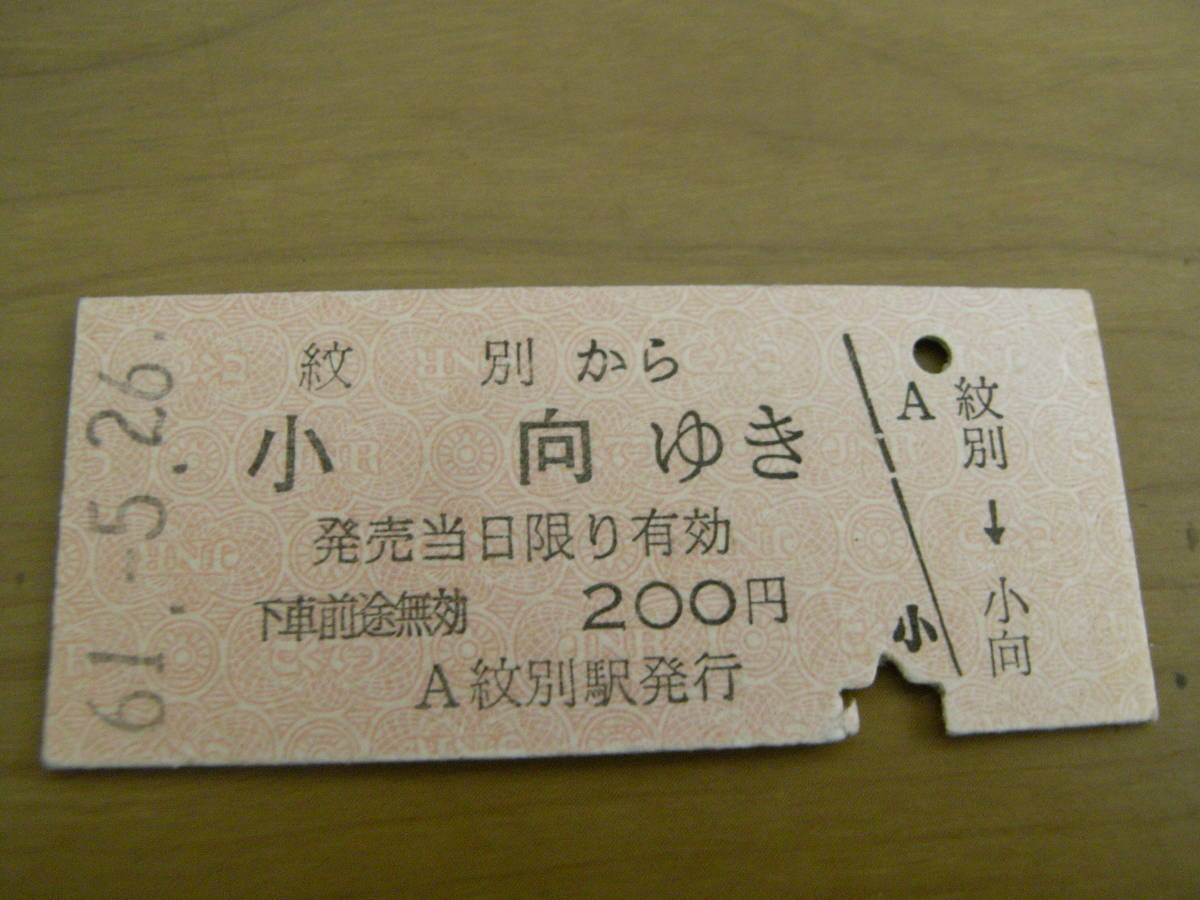 61.-5.26.
紋別から
小向ゆき
発売当日限り有効
下車前途無効 200円
A紋別駅発行
A
小
紋別→小向